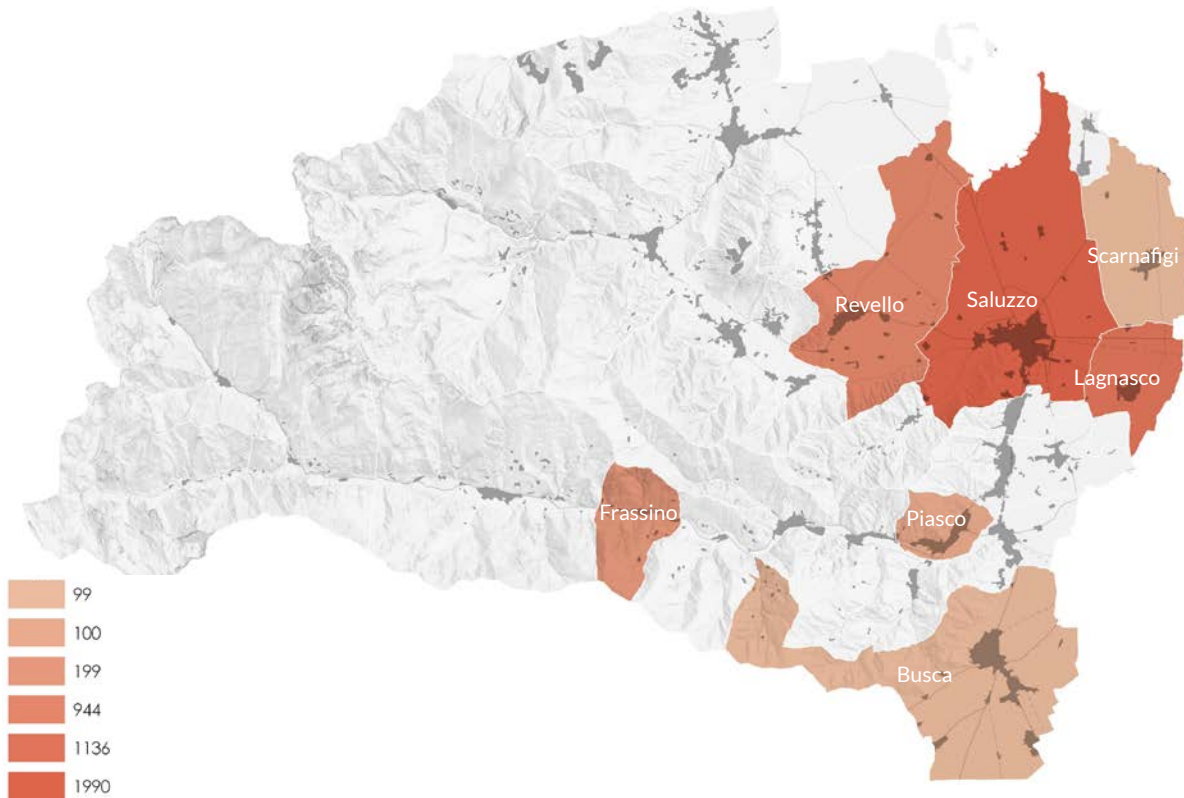 Scarnafigi
Revello
Saluzzo
Lagnasco
Frassino
Piasco
Busca
99
100
199
944
1136
1990